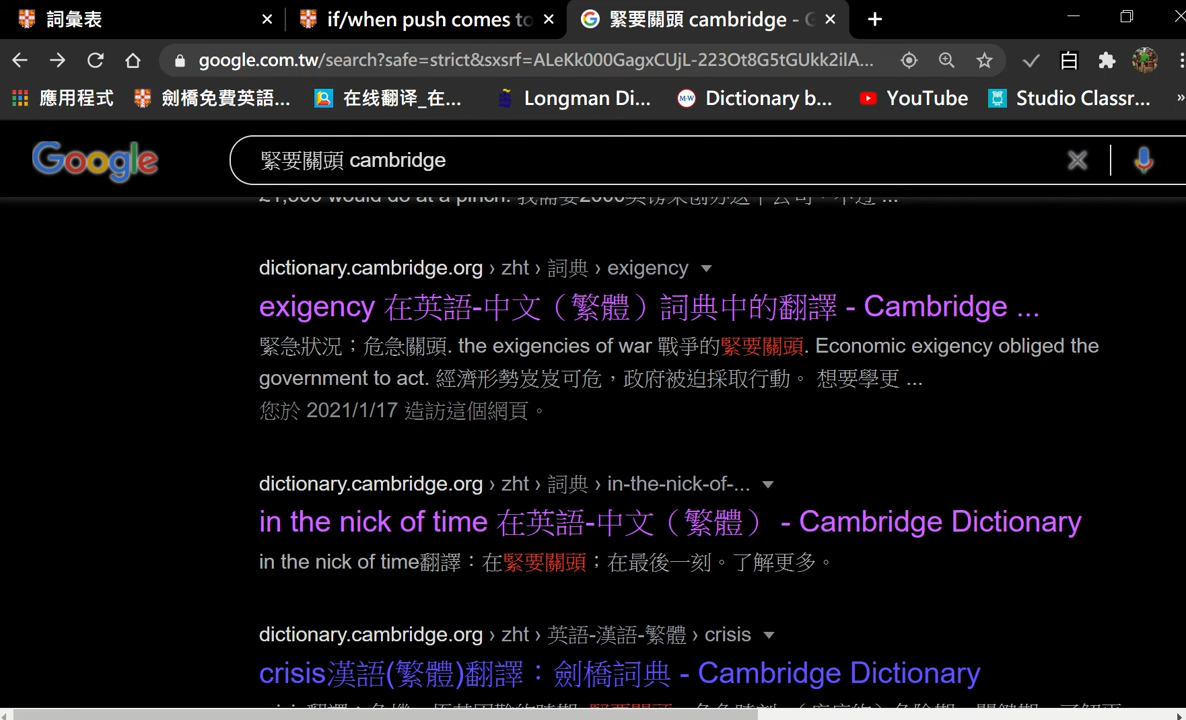 詞彙表
if/when push comes to
緊要關頭 cambridge - G
google.com.tw/search?safe=strict&sxsrf=ALeKk000GagxCUjL-223Ot8G5tGUkk2ilA...
應用程式
劍橋免費英語...
在线翻译_在...
Longman Di...
M-W
Dictionary b...
YouTube
Studio Classr...
»
Google
緊要關頭 cambridge
£1,500 would do at a pinch.
dictionary.cambridge.org › zht › 詞典 › exigency
exigency 在英語-中文（繁體）詞典中的翻譯 - Cambridge ...
緊急狀況；危急關頭. the exigencies of war 戰爭的緊要關頭. Economic exigency obliged the
government to act. 經濟形勢岌岌可危，政府被迫採取行動。 想要學更 ...
您於 2021/1/17 造訪這個網頁。
dictionary.cambridge.org › zht › 詞典 › in-the-nick-of-...
in the nick of time 在英語-中文（繁體） - Cambridge Dictionary
in the nick of time翻譯：在緊要關頭；在最後一刻。了解更多。
dictionary.cambridge.org › zht › 英語-漢語-繁體 › crisis
crisis漢語(繁體)翻譯：劍橋詞典 - Cambridge Dictionary